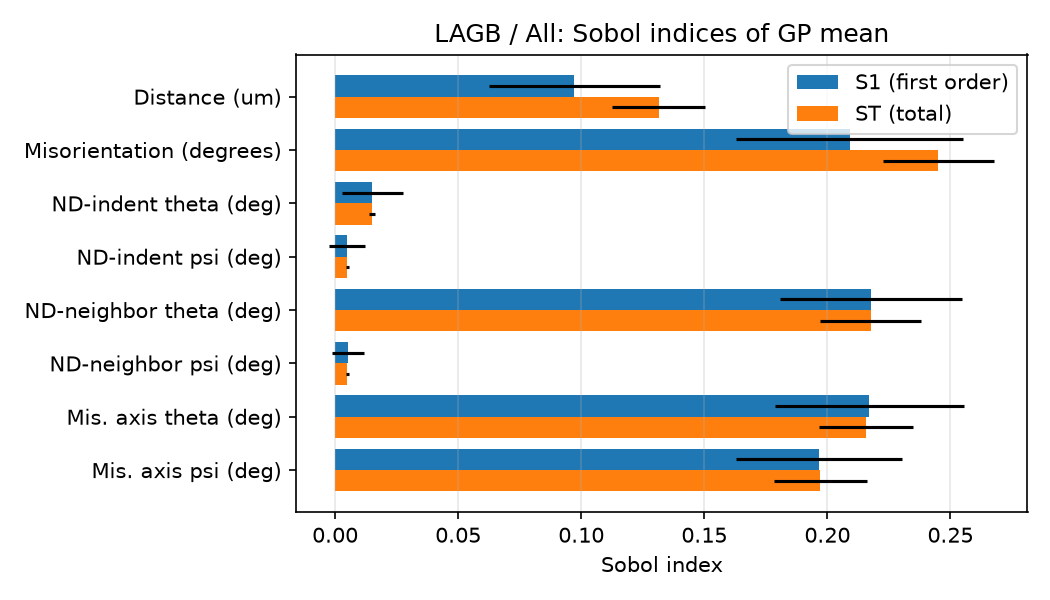 LAGB / All: Sobol indices of GP mean
S1 (first order)
ST (total)
Distance (um)
Misorientation (degrees)
ND-indent theta (deg)
ND-indent psi (deg)
ND-neighbor theta (deg)
ND-neighbor psi (deg)
Mis. axis theta (deg)
Mis. axis psi (deg)
0.00 0.05 0.10 0.15 0.20 0.25
Sobol index